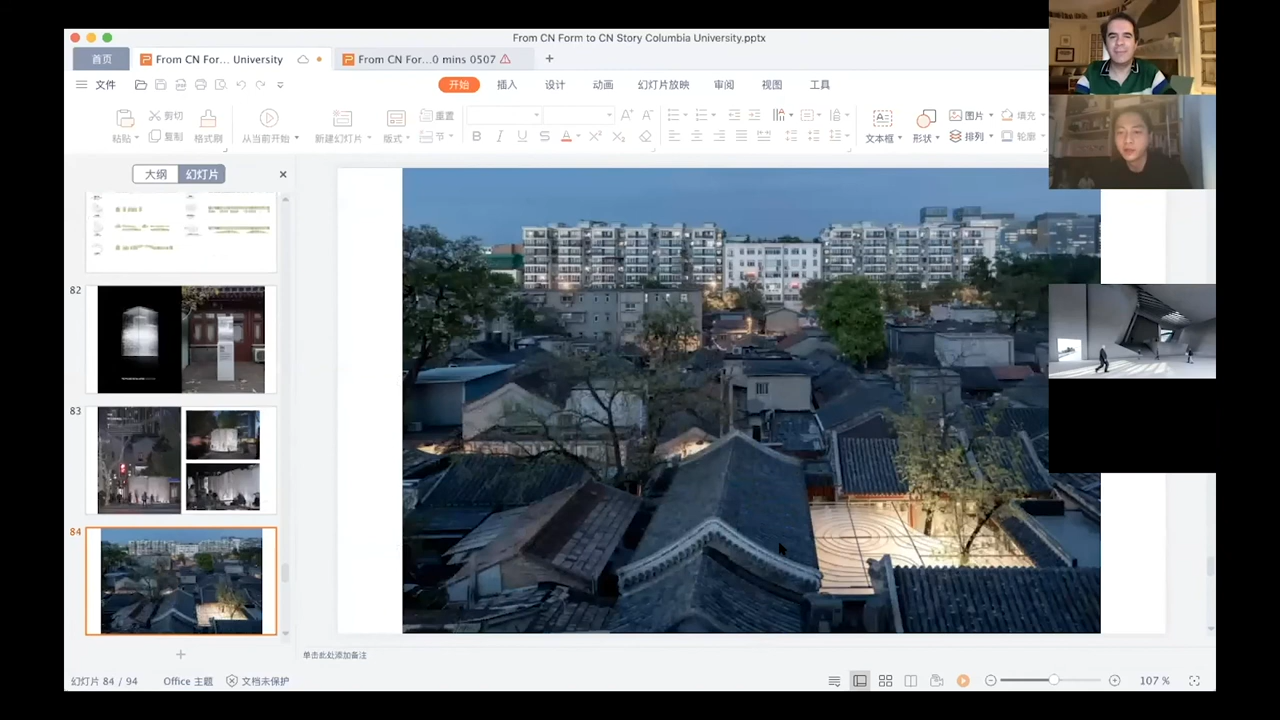 From CN Form to CN Story Columbia University.pptx
首页
From CN For... University
From CN For...0 mins 0507
文件
开始
插入
设计
动画
幻灯片放映
审阅
视图
工具
粘贴
剪切
复制
格式刷
从当前开始
新建幻灯片
版式
重置
节
B I U S A X² X₂
文本框
形状
图片
排列
填充
轮廓
大纲
幻灯片
82
83
84
单击此处添加备注
幻灯片 84 / 94
Office 主题
文档未保护
107 %